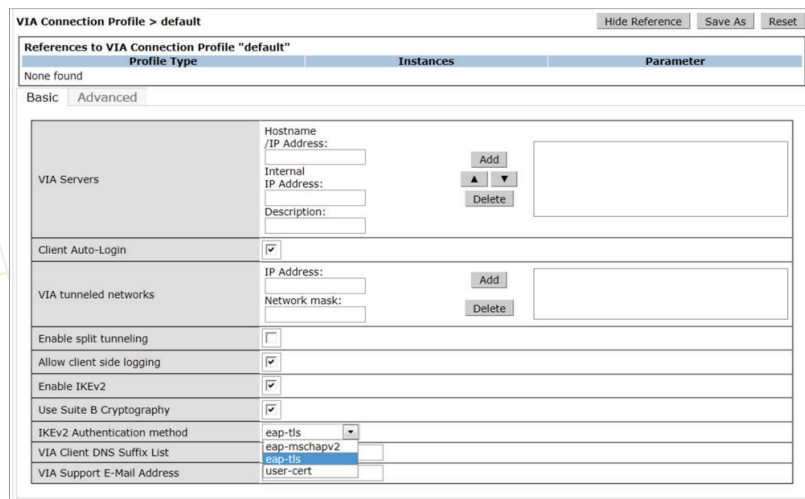 VIA Connection Profile > default
Hide Reference Save As Reset
References to VIA Connection Profile "default"
Profile Type Instances Parameter
None found
Basic Advanced
VIA Servers
Hostname
/IP Address:
Internal
IP Address:
Description:
Add
▲ ▼
Delete
Client Auto-Login
VIA tunneled networks
IP Address:
Network mask:
Add
Delete
Enable split tunneling
Allow client side logging
Enable IKEv2
Use Suite B Cryptography
IKEv2 Authentication method eap-tls
eap-mschapv2
eap-tls
user-cert
VIA Client DNS Suffix List
VIA Support E-Mail Address